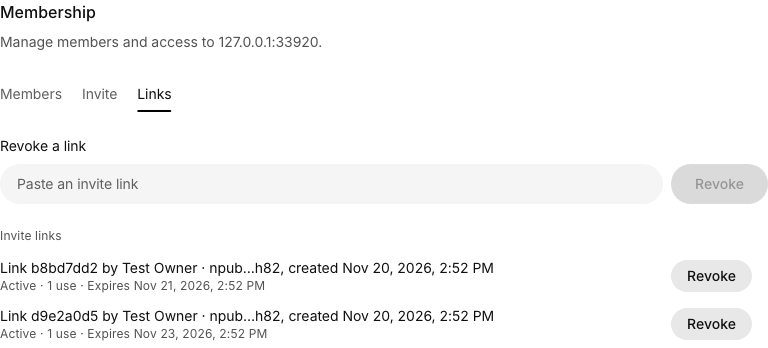 Membership
Manage members and access to 127.0.0.1:33920.
Members Invite Links
Revoke a link
Paste an invite link Revoke
Invite links
Link b8bd7dd2 by Test Owner · npub...h82, created Nov 20, 2026, 2:52 PM
Active · 1 use · Expires Nov 21, 2026, 2:52 PM
Revoke
Link d9e2a0d5 by Test Owner · npub...h82, created Nov 20, 2026, 2:52 PM
Active · 1 use · Expires Nov 23, 2026, 2:52 PM
Revoke